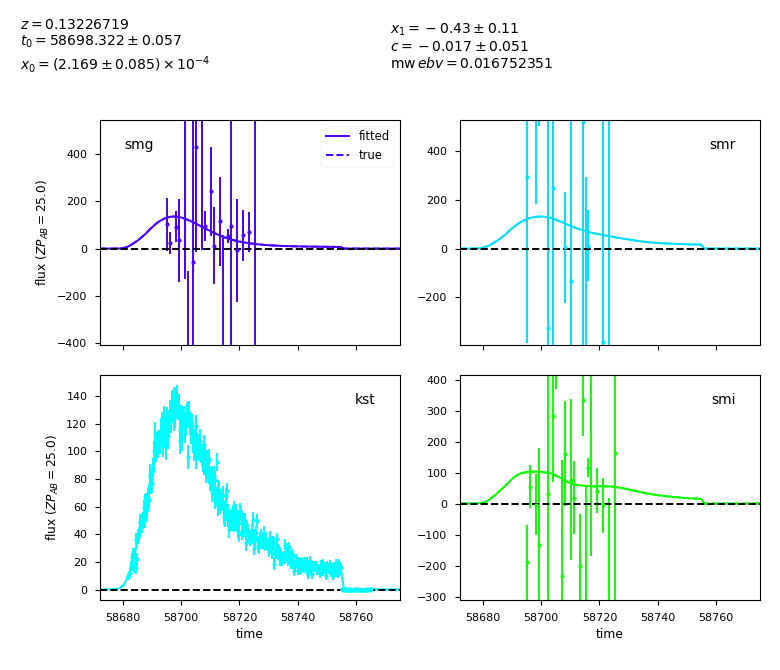 z = 0.13226719
t₀ = 58698.322 ± 0.057
x₀ = (2.169 ± 0.085) × 10⁻⁴
x₁ = −0.43 ± 0.11
c = −0.017 ± 0.051
mw ebv = 0.016752351
smg
fitted
true
flux (ZP_AB = 25.0)
400
200
0
−200
−400
smr
400
200
0
−200
kst
flux (ZP_AB = 25.0)
140
120
100
80
60
40
20
0
58680 58700 58720 58740 58760
time
smi
400
300
200
100
0
−100
−200
−300
58680 58700 58720 58740 58760
time